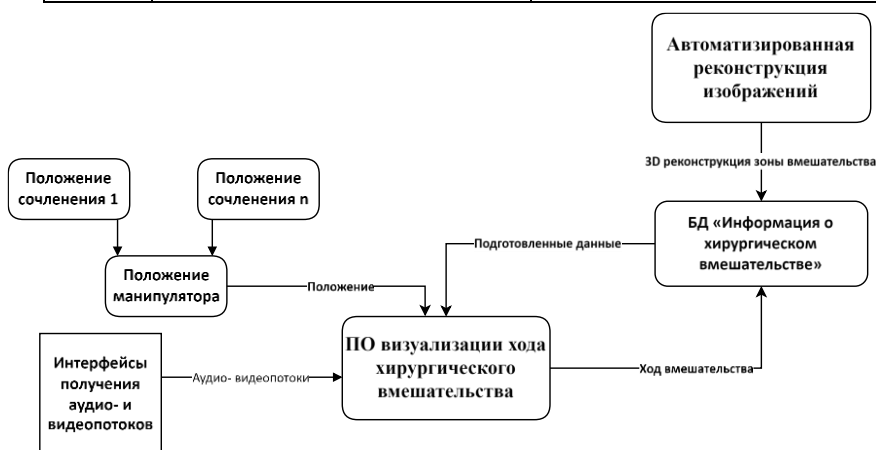 Автоматизированная
реконструкция
изображений
3D реконструкция зоны вмешательства
Положение
сочленения 1
Положение
сочленения n
БД «Информация о
хирургическом
вмешательстве»
Подготовленные данные
Положение
манипулятора
Положение
ПО визуализации хода
хирургического
вмешательства
Интерфейсы
получения
аудио- и
видеопотоков
Аудио- видеопотоки
Ход вмешательства